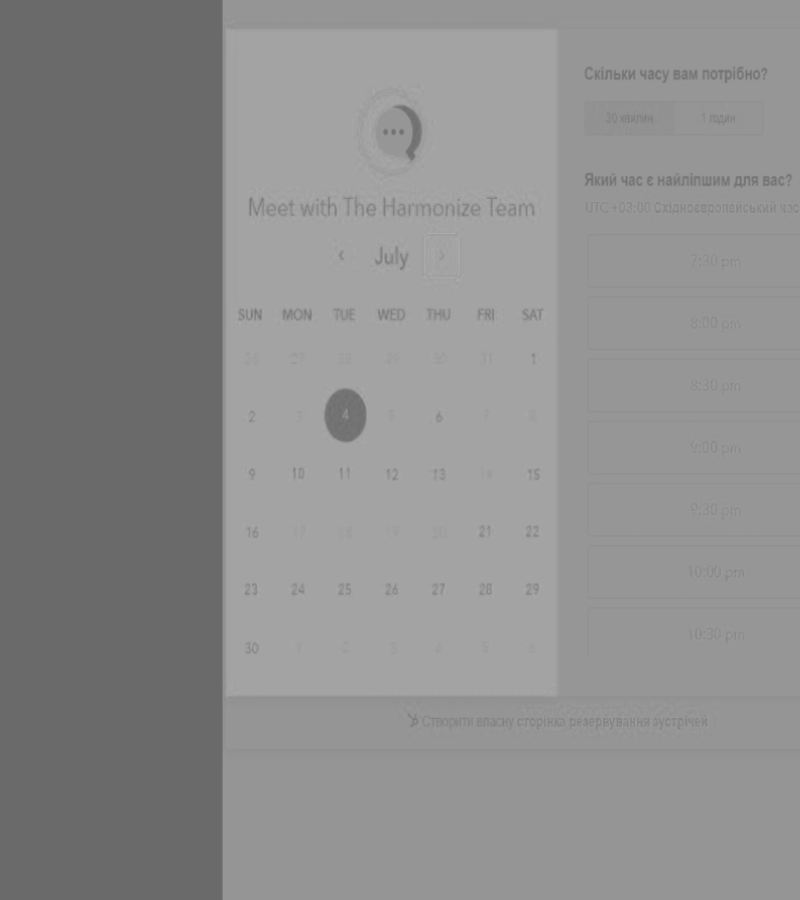 Meet with The Harmonize Team
July
SUN MON TUE WED THU FRI SAT
26 27 28 29 30 31 1
2 3 4 5 6 7 8
9 10 11 12 13 14 15
16 17 18 19 20 21 22
23 24 25 26 27 28 29
30 1 2 3 4 5 6
Скільки часу вам потрібно?
30 хвилин 1 годин
Який час є найліпшим для вас?
UTC +03:00 Східноєвропейський час
7:30 pm
8:00 pm
8:30 pm
9:00 pm
9:30 pm
10:00 pm
10:30 pm
Створити власну сторінка резервування зустрічей